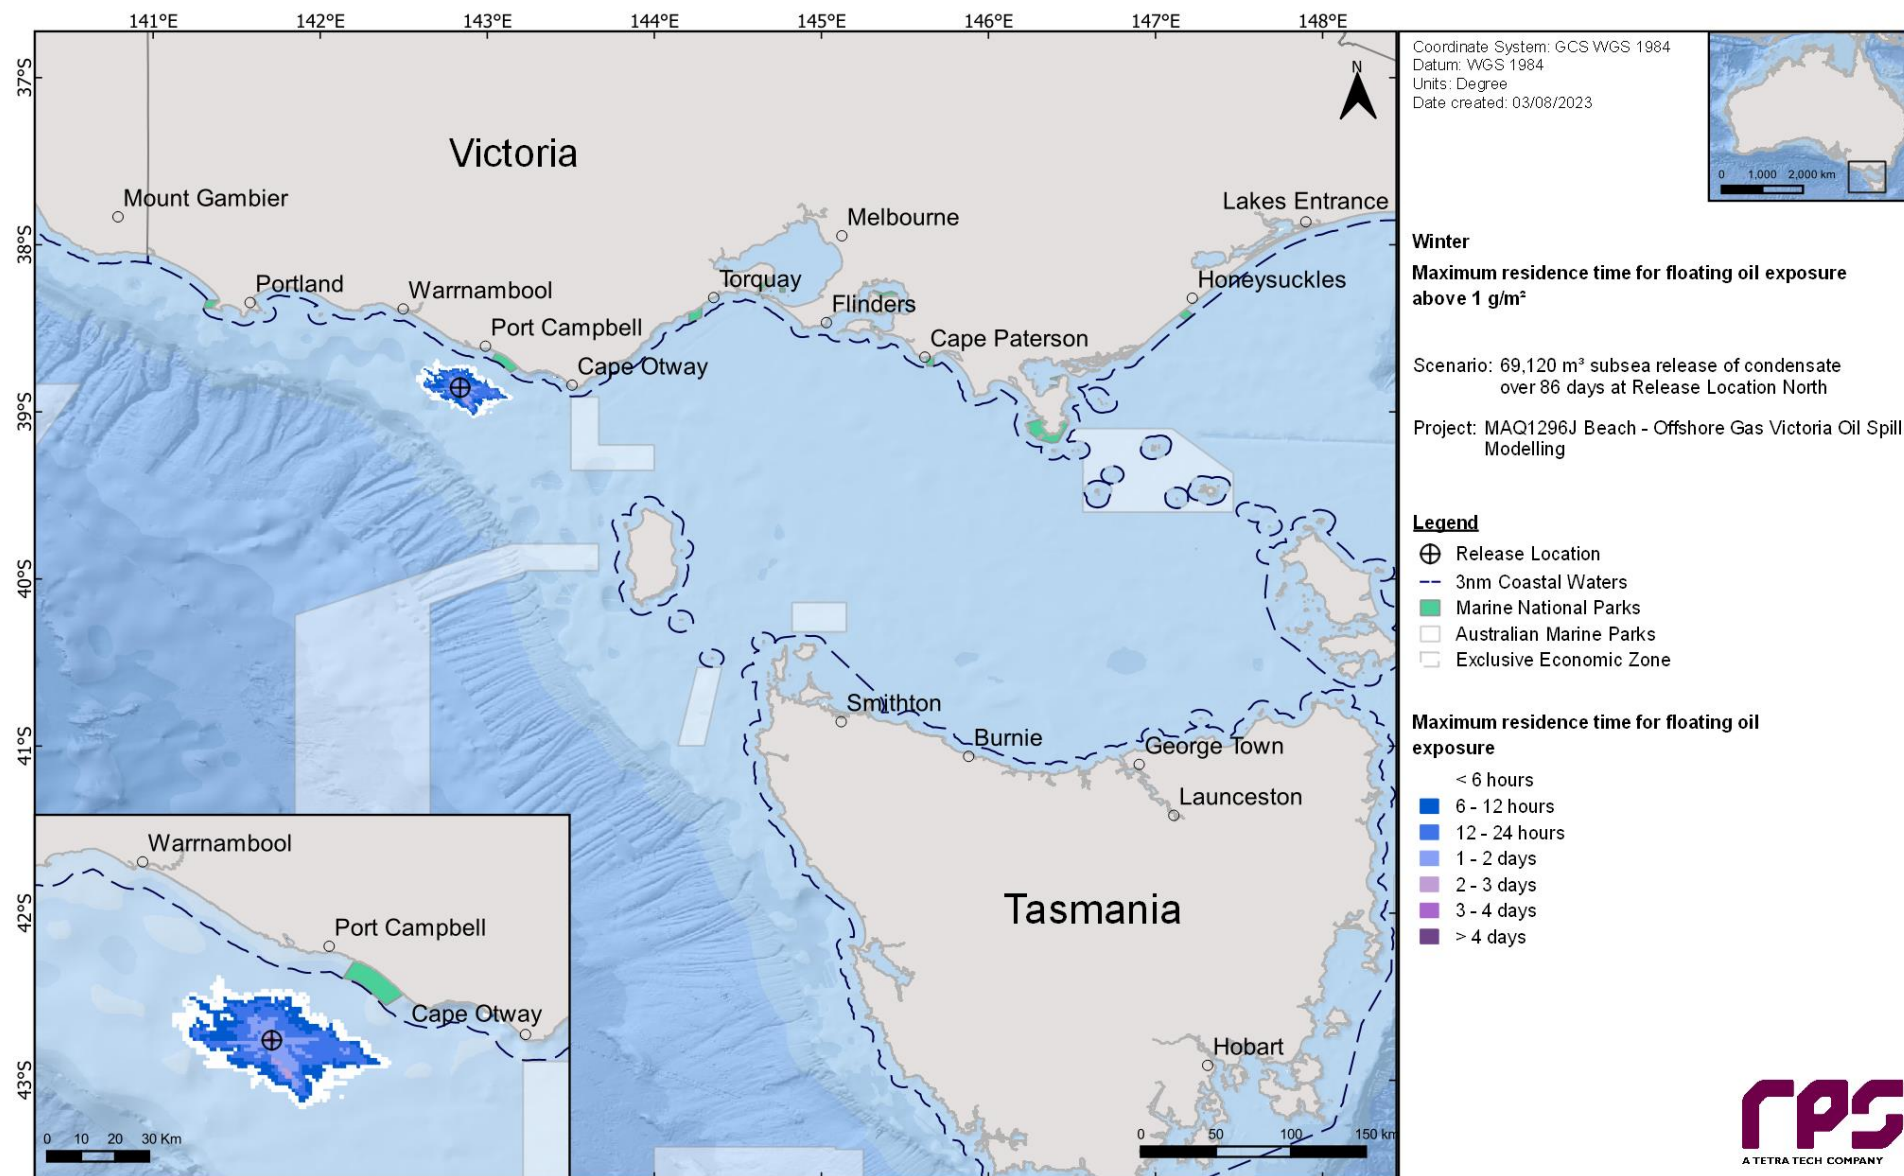 141°E 142°E 143°E 144°E 145°E 146°E 147°E 148°E
37°S
38°S
39°S
40°S
41°S
42°S
43°S
N
Victoria
Mount Gambier
Portland
Warrnambool
Port Campbell
Cape Otway
Torquay
Melbourne
Flinders
Cape Paterson
Lakes Entrance
Honeysuckles
Smithton
Burnie
George Town
Launceston
Tasmania
Hobart
0 50 100 150 km
Warrnambool
Port Campbell
Cape Otway
0 10 20 30 Km
Coordinate System: GCS WGS 1984
Datum: WGS 1984
Units: Degree
Date created: 03/08/2023
0 1,000 2,000 km
Winter
Maximum residence time for floating oil exposure
above 1 g/m²
Scenario: 69,120 m³ subsea release of condensate
over 86 days at Release Location North
Project: MAQ1296J Beach - Offshore Gas Victoria Oil Spill
Modelling
Legend
Release Location
3nm Coastal Waters
Marine National Parks
Australian Marine Parks
Exclusive Economic Zone
Maximum residence time for floating oil
exposure
< 6 hours
6 - 12 hours
12 - 24 hours
1 - 2 days
2 - 3 days
3 - 4 days
> 4 days
rps
A TETRA TECH COMPANY